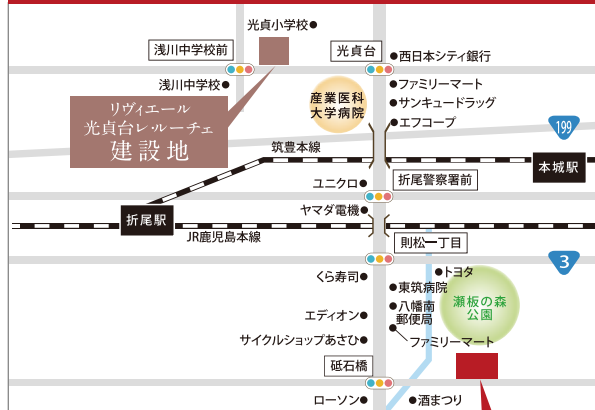 光貞小学校
浅川中学校前
光貞台
西日本シティ銀行
浅川中学校
ファミリーマート
産業医科
大学病院
サンキュードラッグ
リヴィエール
光貞台レ・ルーチェ
建設地
エフコープ
199
筑豊本線
本城駅
ユニクロ
折尾警察署前
折尾駅
ヤマダ電機
JR鹿児島本線
則松一丁目
3
くら寿司
トヨタ
東筑病院
瀬板の森
公園
八幡南
郵便局
エディオン
サイクルショップあさひ
ファミリーマート
砥石橋
ローソン
酒まつり